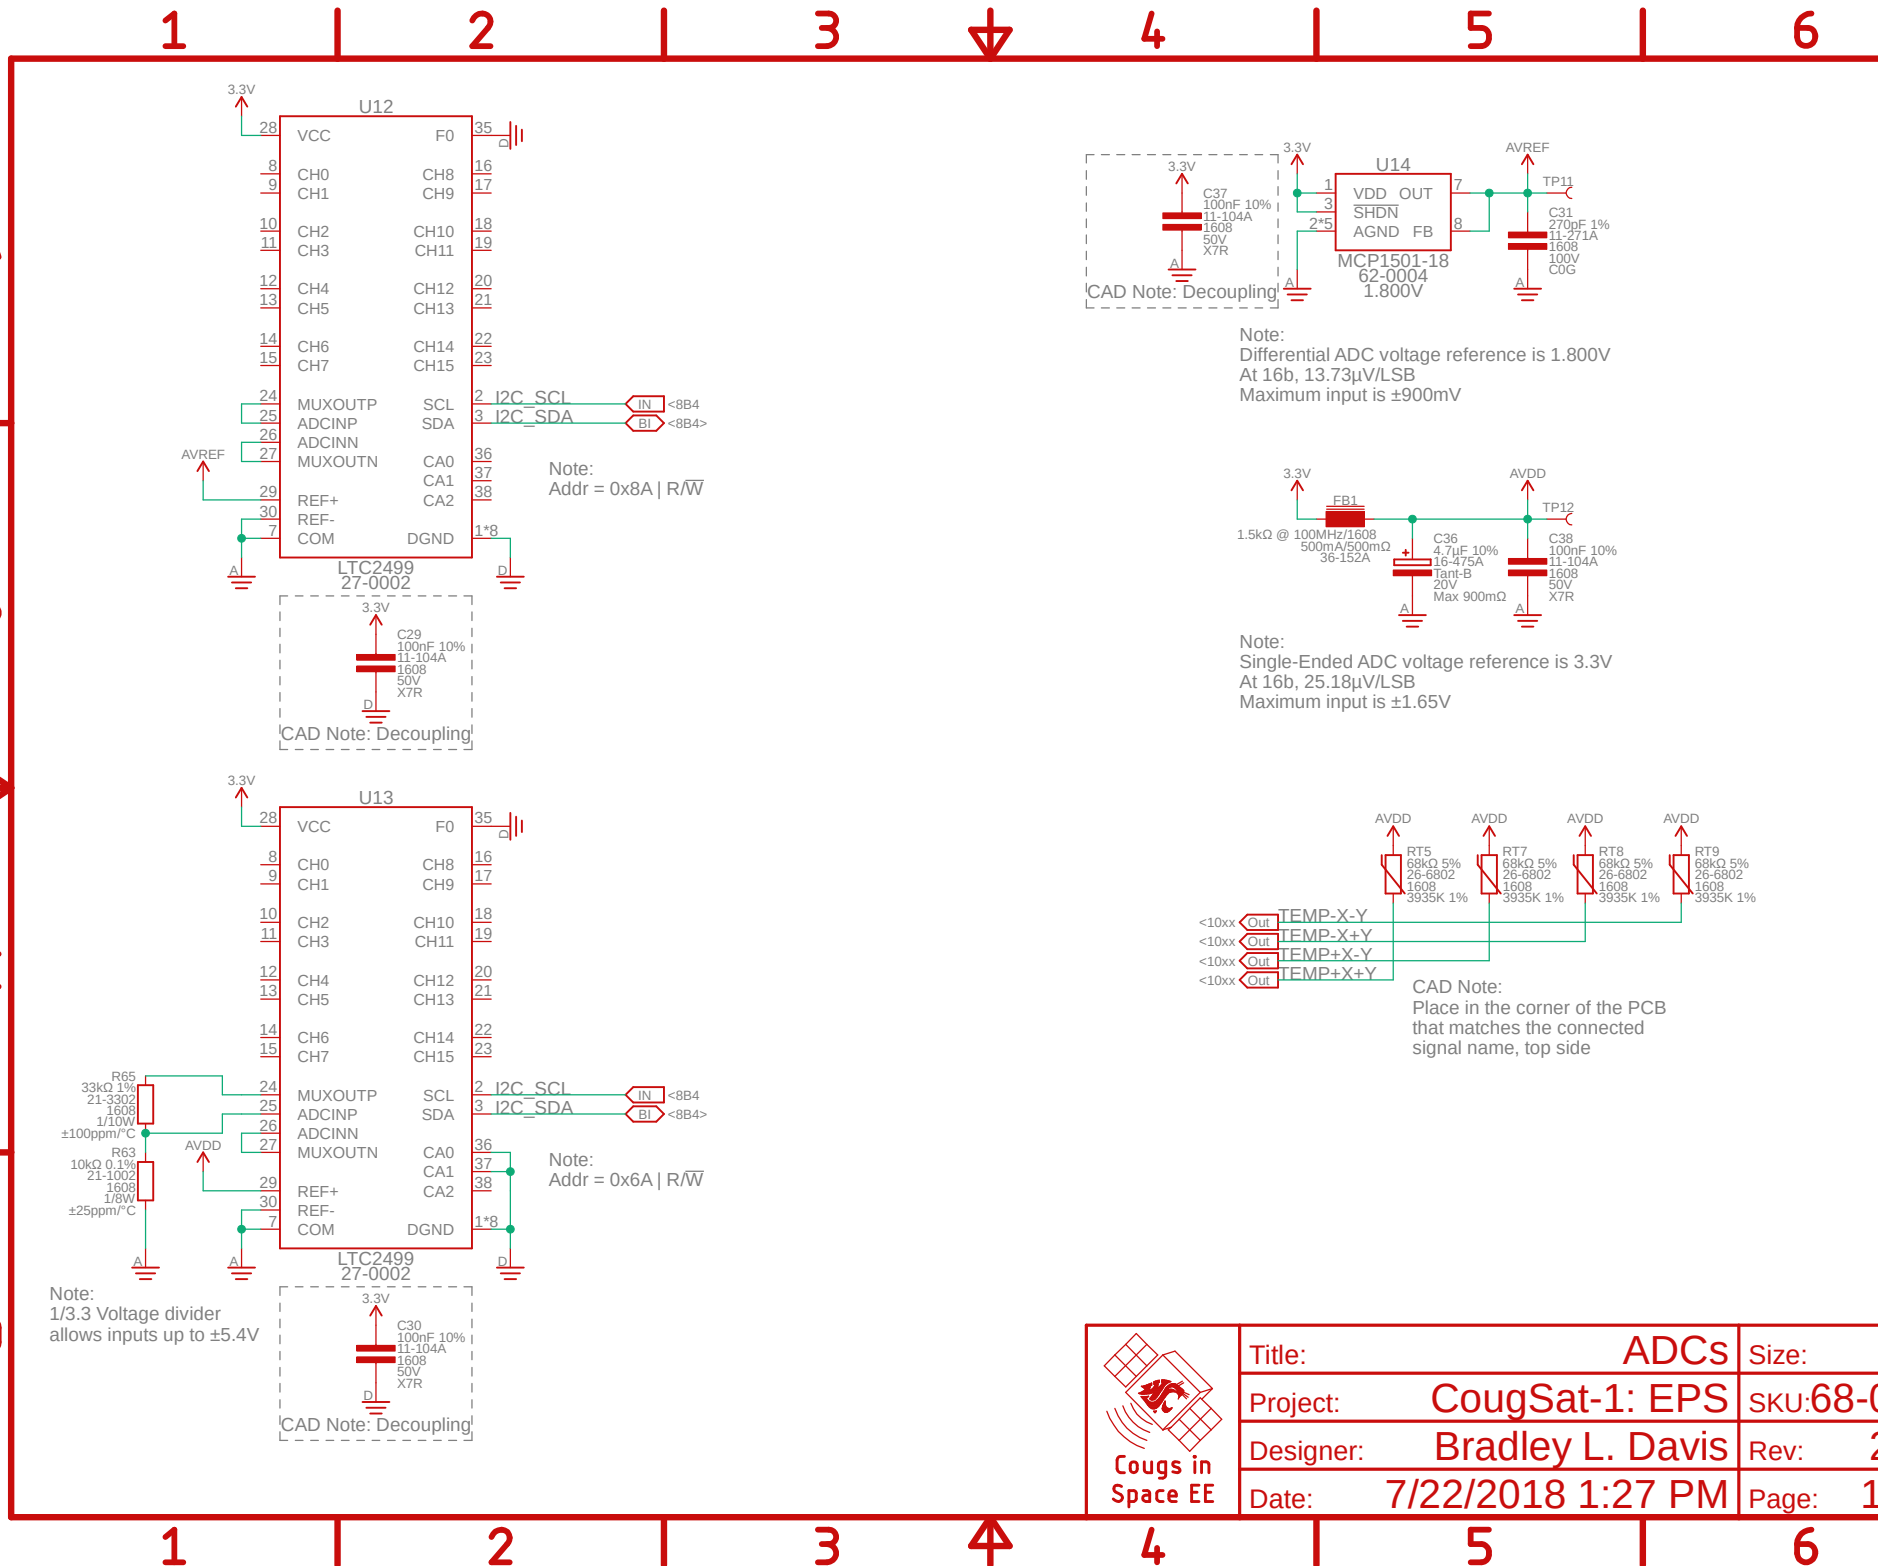 1 2 3 4 5 6
3.3V
U12
28 VCC F0 35
D
8 CH0 CH8 16
9 CH1 CH9 17
10 CH2 CH10 18
11 CH3 CH11 19
12 CH4 CH12 20
13 CH5 CH13 21
14 CH6 CH14 22
15 CH7 CH15 23
24 MUXOUTP SCL 2 I2C_SCL IN <8B4
25 ADCINP SDA 3 I2C_SDA BI <8B4>
26 ADCINN
27 MUXOUTN CA0 36
CA1 37
AVREF
29 REF+ CA2 38
30 REF-
7 COM DGND 1*8
A
D
LTC2499
27-0002
Note:
Addr = 0x8A | R/W
3.3V
C29
100nF 10%
11-104A
1608
50V
X7R
D
CAD Note: Decoupling
3.3V
U13
28 VCC F0 35
D
8 CH0 CH8 16
9 CH1 CH9 17
10 CH2 CH10 18
11 CH3 CH11 19
12 CH4 CH12 20
13 CH5 CH13 21
14 CH6 CH14 22
15 CH7 CH15 23
24 MUXOUTP SCL 2 I2C_SCL IN <8B4
25 ADCINP SDA 3 I2C_SDA BI <8B4>
26 ADCINN
27 MUXOUTN CA0 36
CA1 37
29 REF+ CA2 38
30 REF-
7 COM DGND 1*8
A
D
LTC2499
27-0002
R65
33kΩ 1%
21-3302
1608
1/10W
±100ppm/°C
AVDD
R63
10kΩ 0.1%
21-1002
1608
1/8W
±25ppm/°C
A
Note:
Addr = 0x6A | R/W
Note:
1/3.3 Voltage divider
allows inputs up to ±5.4V
3.3V
C30
100nF 10%
11-104A
1608
50V
X7R
D
CAD Note: Decoupling
3.3V
C37
100nF 10%
11-104A
1608
50V
X7R
A
CAD Note: Decoupling
3.3V
U14
1 VDD OUT 7
3 SHDN
2*5 AGND FB 8
MCP1501-18
62-0004
1.800V
A
AVREF
TP11
C31
270pF 1%
11-271A
1608
100V
C0G
A
Note:
Differential ADC voltage reference is 1.800V
At 16b, 13.73µV/LSB
Maximum input is ±900mV
3.3V
FB1
1.5kΩ @ 100MHz/1608
500mA/500mΩ
36-152A
AVDD
TP12
C36
4.7µF 10%
16-475A
Tant-B
20V
Max 900mΩ
A
C38
100nF 10%
11-104A
1608
50V
X7R
A
Note:
Single-Ended ADC voltage reference is 3.3V
At 16b, 25.18µV/LSB
Maximum input is ±1.65V
AVDD AVDD AVDD AVDD
RT5 RT7 RT8 RT9
68kΩ 5% 68kΩ 5% 68kΩ 5% 68kΩ 5%
26-6802 26-6802 26-6802 26-6802
1608 1608 1608 1608
3935K 1% 3935K 1% 3935K 1% 3935K 1%
<10xx Out TEMP-X-Y
<10xx Out TEMP-X+Y
<10xx Out TEMP+X-Y
<10xx Out TEMP+X+Y
CAD Note:
Place in the corner of the PCB
that matches the connected
signal name, top side
Cougs in
Space EE
Title: ADCs Size:
Project: CougSat-1: EPS SKU:68-0
Designer: Bradley L. Davis Rev: 2
Date: 7/22/2018 1:27 PM Page: 1
1 2 3 4 5 6